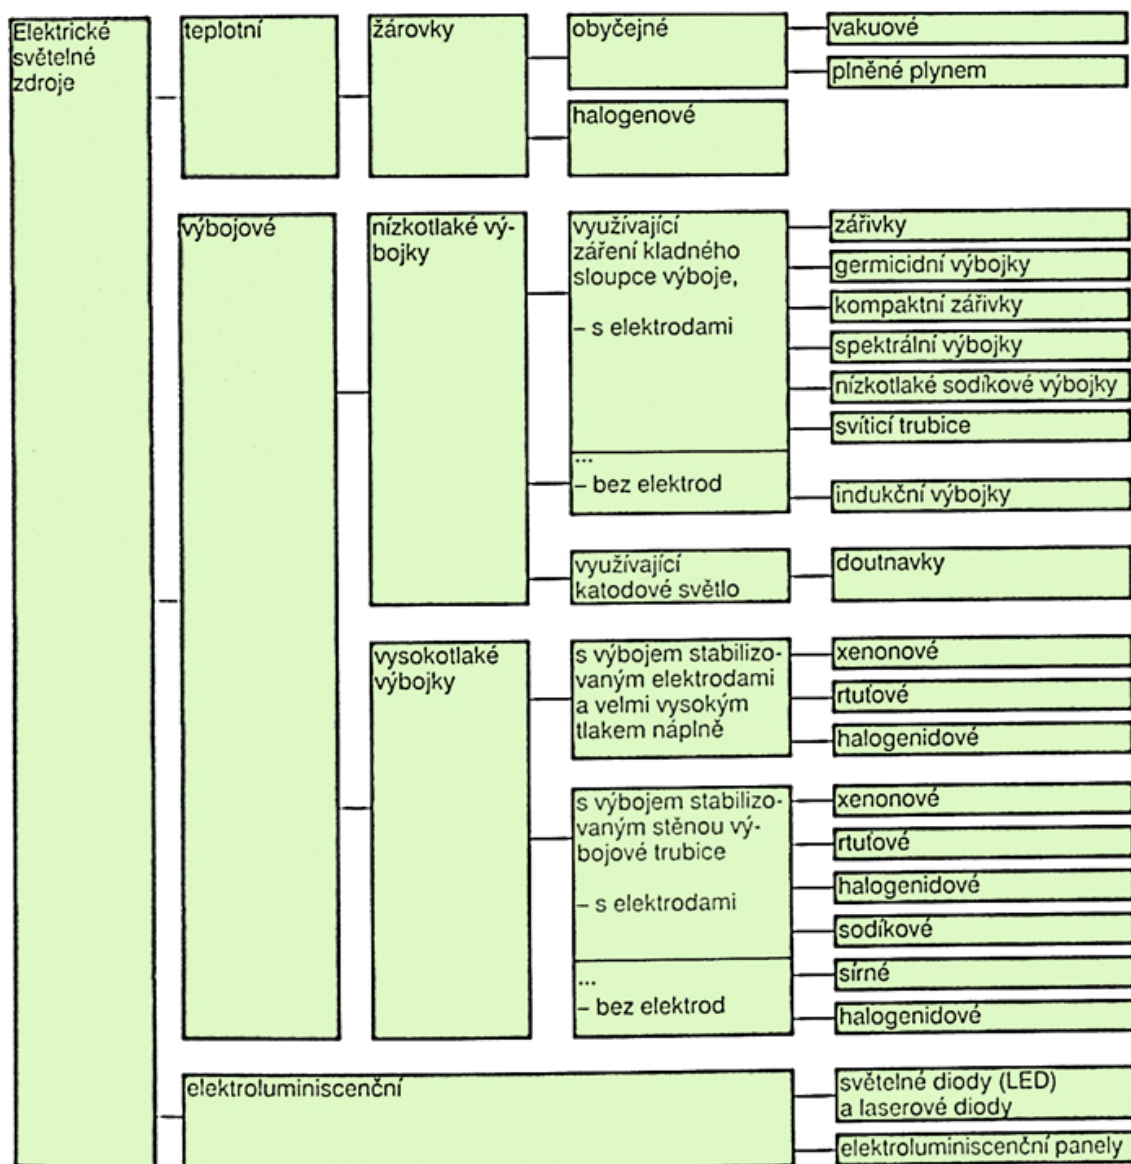 Elektrické
světelné
zdroje
teplotní
žárovky
obyčejné
vakuové
plněné plynem
halogenové
výbojové
nízkotlaké vý-
bojky
využívající
záření kladného
sloupce výboje,
– s elektrodami
zářivky
germicidní výbojky
kompaktní zářivky
spektrální výbojky
nízkotlaké sodíkové výbojky
svíticí trubice
...
– bez elektrod
indukční výbojky
využívající
katodové světlo
doutnavky
vysokotlaké
výbojky
s výbojem stabilizo-
vaným elektrodami
a velmi vysokým
tlakem náplně
xenonové
rtuťové
halogenidové
s výbojem stabilizo-
vaným stěnou vý-
bojové trubice
– s elektrodami
xenonové
rtuťové
halogenidové
sodíkové
...
– bez elektrod
sírné
halogenidové
elektroluminiscenční
světelné diody (LED)
a laserové diody
elektroluminiscenční panely